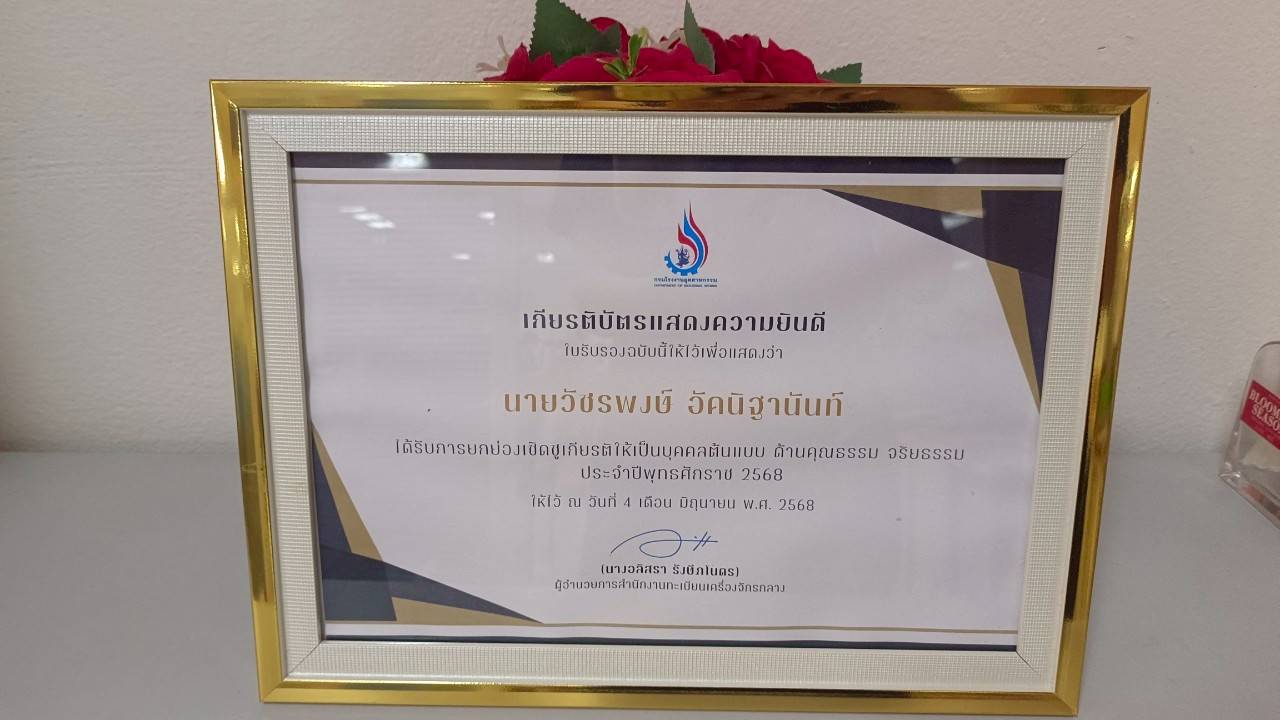 กรมโรงงานอุตสาหกรรม
DEPARTMENT OF INDUSTRIAL WORKS
เกียรติบัตรแสดงความยินดี
ใบรับรองฉบับนี้ให้ไว้เพื่อแสดงว่า
นายวัชรพงษ์ อัคนิฐานันท์
ได้รับการยกย่องเชิดชูเกียรติให้เป็นบุคคลต้นแบบ ด้านคุณธรรม จริยธรรม
ประจำปีพุทธศักราช 2568
ให้ไว้ ณ วันที่ 4 เดือน มิถุนายน พ.ศ. 2568
(นางอลิสรา รังษีภโนดร)
ผู้อำนวยการสำนักงานทะเบียนเครื่องจักรกลาง